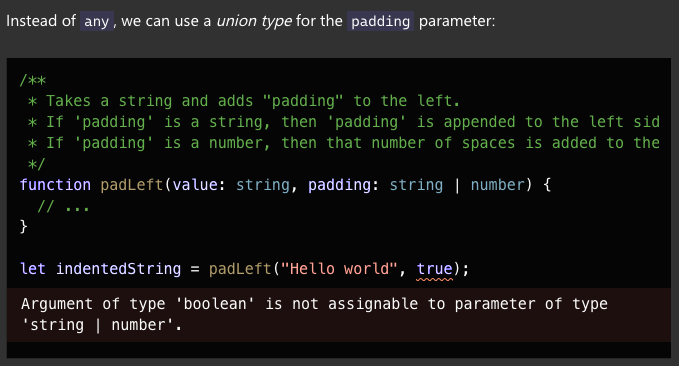 Instead of any, we can use a union type for the padding parameter:
/**
 * Takes a string and adds "padding" to the left.
 * If 'padding' is a string, then 'padding' is appended to the left sid
 * If 'padding' is a number, then that number of spaces is added to the
 */
function padLeft(value: string, padding: string | number) {
  // ...
}
let indentedString = padLeft("Hello world", true);
Argument of type 'boolean' is not assignable to parameter of type
'string | number'.